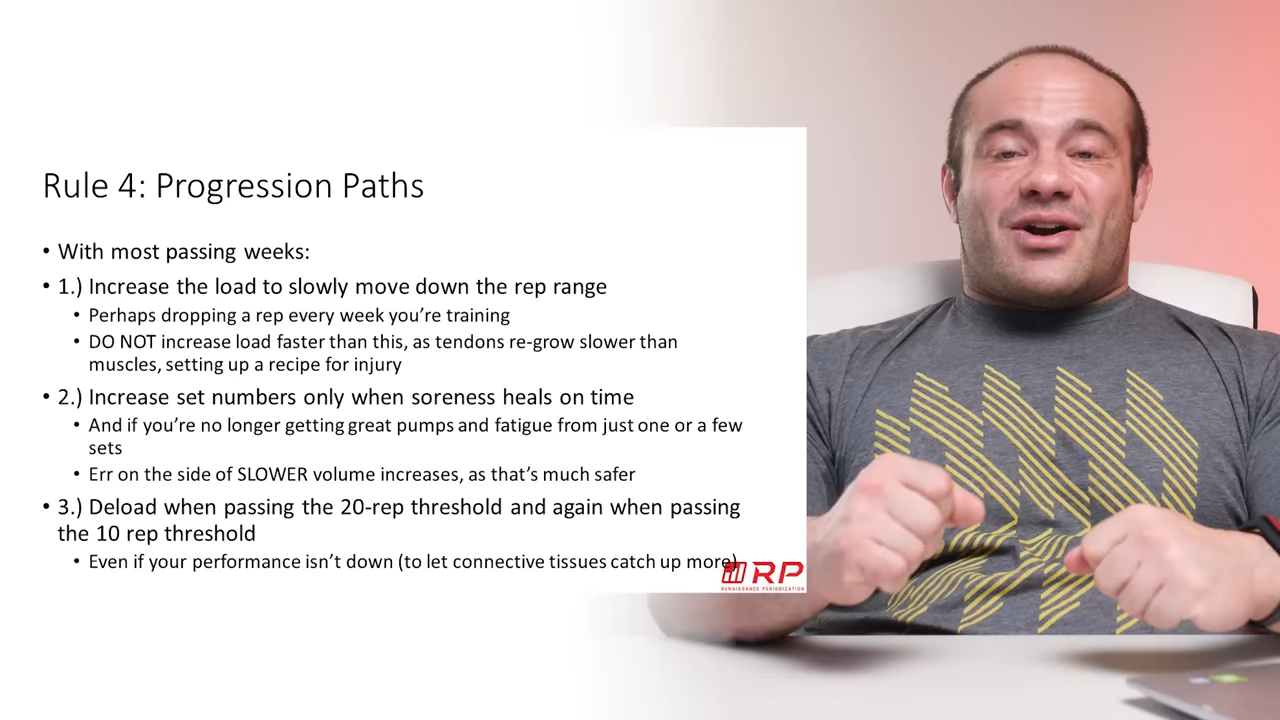 Rule 4: Progression Paths
• With most passing weeks:
• 1.) Increase the load to slowly move down the rep range
• Perhaps dropping a rep every week you’re training
• DO NOT increase load faster than this, as tendons re-grow slower than
muscles, setting up a recipe for injury
• 2.) Increase set numbers only when soreness heals on time
• And if you’re no longer getting great pumps and fatigue from just one or a few
sets
• Err on the side of SLOWER volume increases, as that’s much safer
• 3.) Deload when passing the 20-rep threshold and again when passing
the 10 rep threshold
• Even if your performance isn’t down (to let connective tissues catch up more)
RP
RENAISSANCE PERIODIZATION